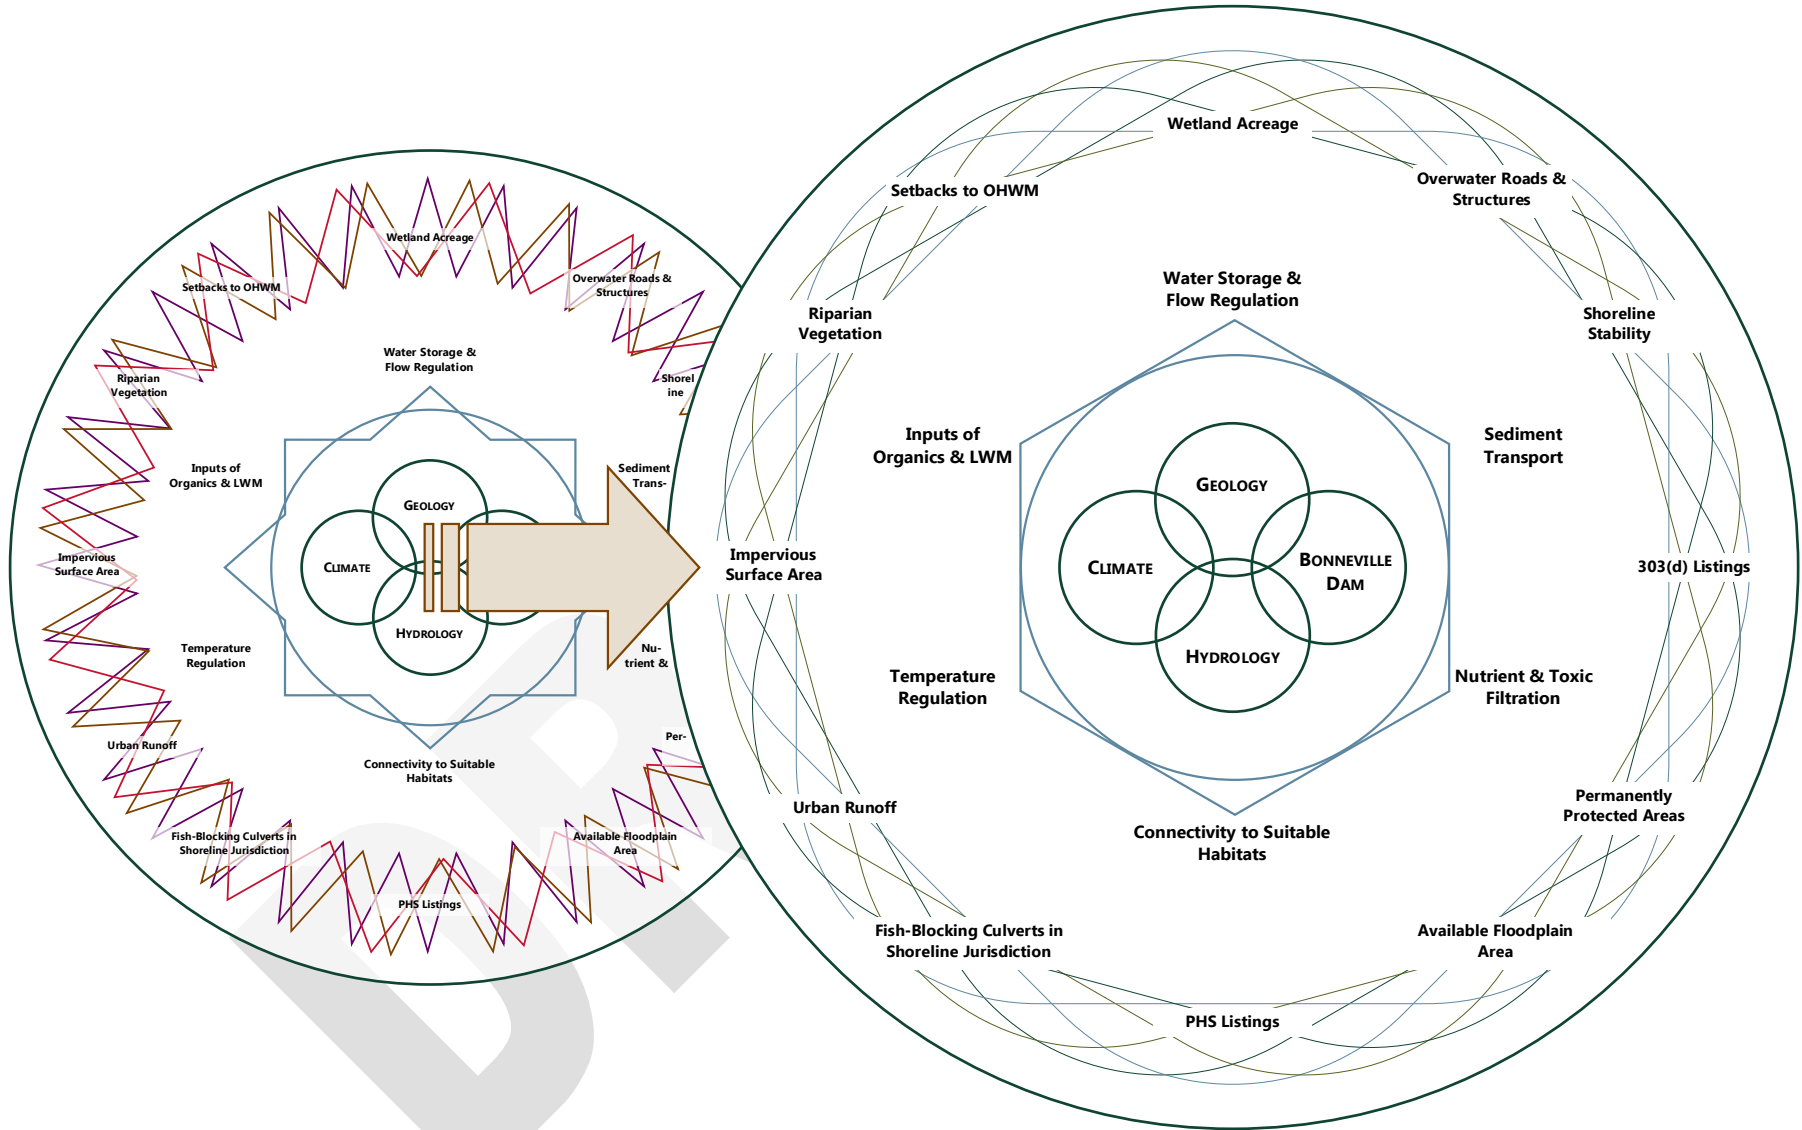 Wetland Acreage
Setbacks to OHWM
Overwater Roads &
Structures
Riparian
Vegetation
Shorel
ine
Water Storage &
Flow Regulation
Inputs of
Organics & LWM
Sediment
Trans-
GEOLOGY
CLIMATE
HYDROLOGY
Impervious
Surface Area
Temperature
Regulation
Nu-
trient &
Urban Runoff
Per-
Connectivity to Suitable
Habitats
Fish-Blocking Culverts in
Shoreline Jurisdiction
Available Floodplain
Area
PHS Listings
Wetland Acreage
Setbacks to OHWM
Overwater Roads &
Structures
Riparian
Vegetation
Shoreline
Stability
Water Storage &
Flow Regulation
Inputs of
Organics & LWM
Sediment
Transport
GEOLOGY
CLIMATE
BONNEVILLE
DAM
HYDROLOGY
Impervious
Surface Area
303(d) Listings
Temperature
Regulation
Nutrient & Toxic
Filtration
Urban Runoff
Permanently
Protected Areas
Connectivity to Suitable
Habitats
Fish-Blocking Culverts in
Shoreline Jurisdiction
Available Floodplain
Area
PHS Listings